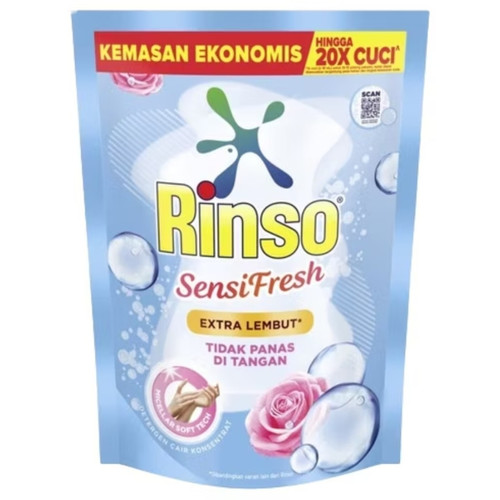 KEMASAN EKONOMIS
HINGGA
20X CUCI^
SCAN
Rinso®
SensiFresh
EXTRA LEMBUT*
TIDAK PANAS
DI TANGAN
MICELLAR SOFT TECH
DETERGEN CAIR KONSENTRAT